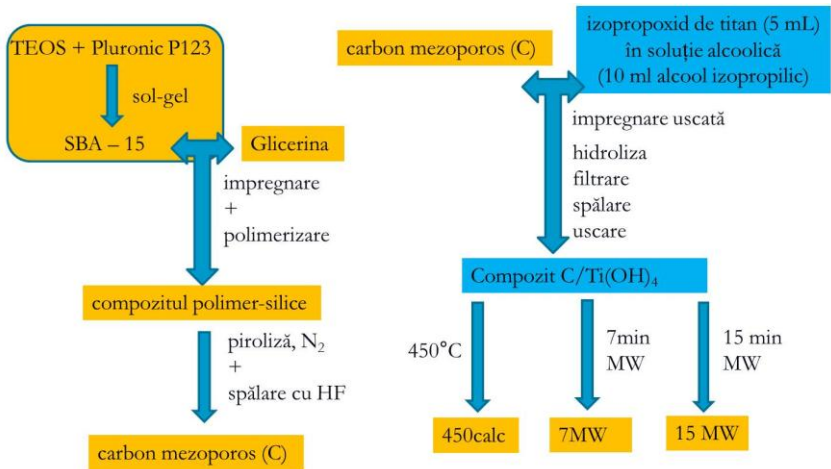 TEOS + Pluronic P123
sol-gel
SBA – 15
Glicerina
impregnare
+
polimerizare
compozitul polimer-silice
piroliză, N₂
+
spălare cu HF
carbon mezoporos (C)
carbon mezoporos (C)
izopropoxid de titan (5 mL)
în soluție alcoolică
(10 ml alcool izopropilic)
impregnare uscată
hidroliza
filtrare
spălare
uscare
Compozit C/Ti(OH)₄
450°C
7min
MW
15 min
MW
450calc
7MW
15 MW